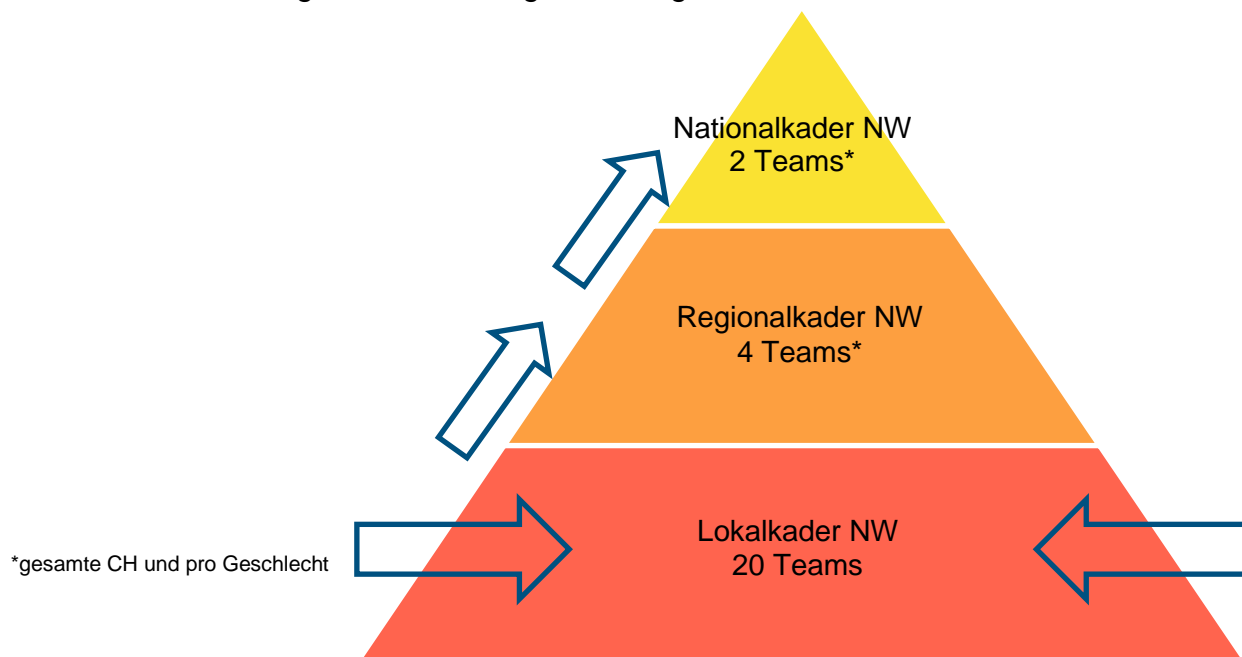 Nationalkader NW
2 Teams*
Regionalkader NW
4 Teams*
Lokalkader NW
20 Teams
*gesamte CH und pro Geschlecht